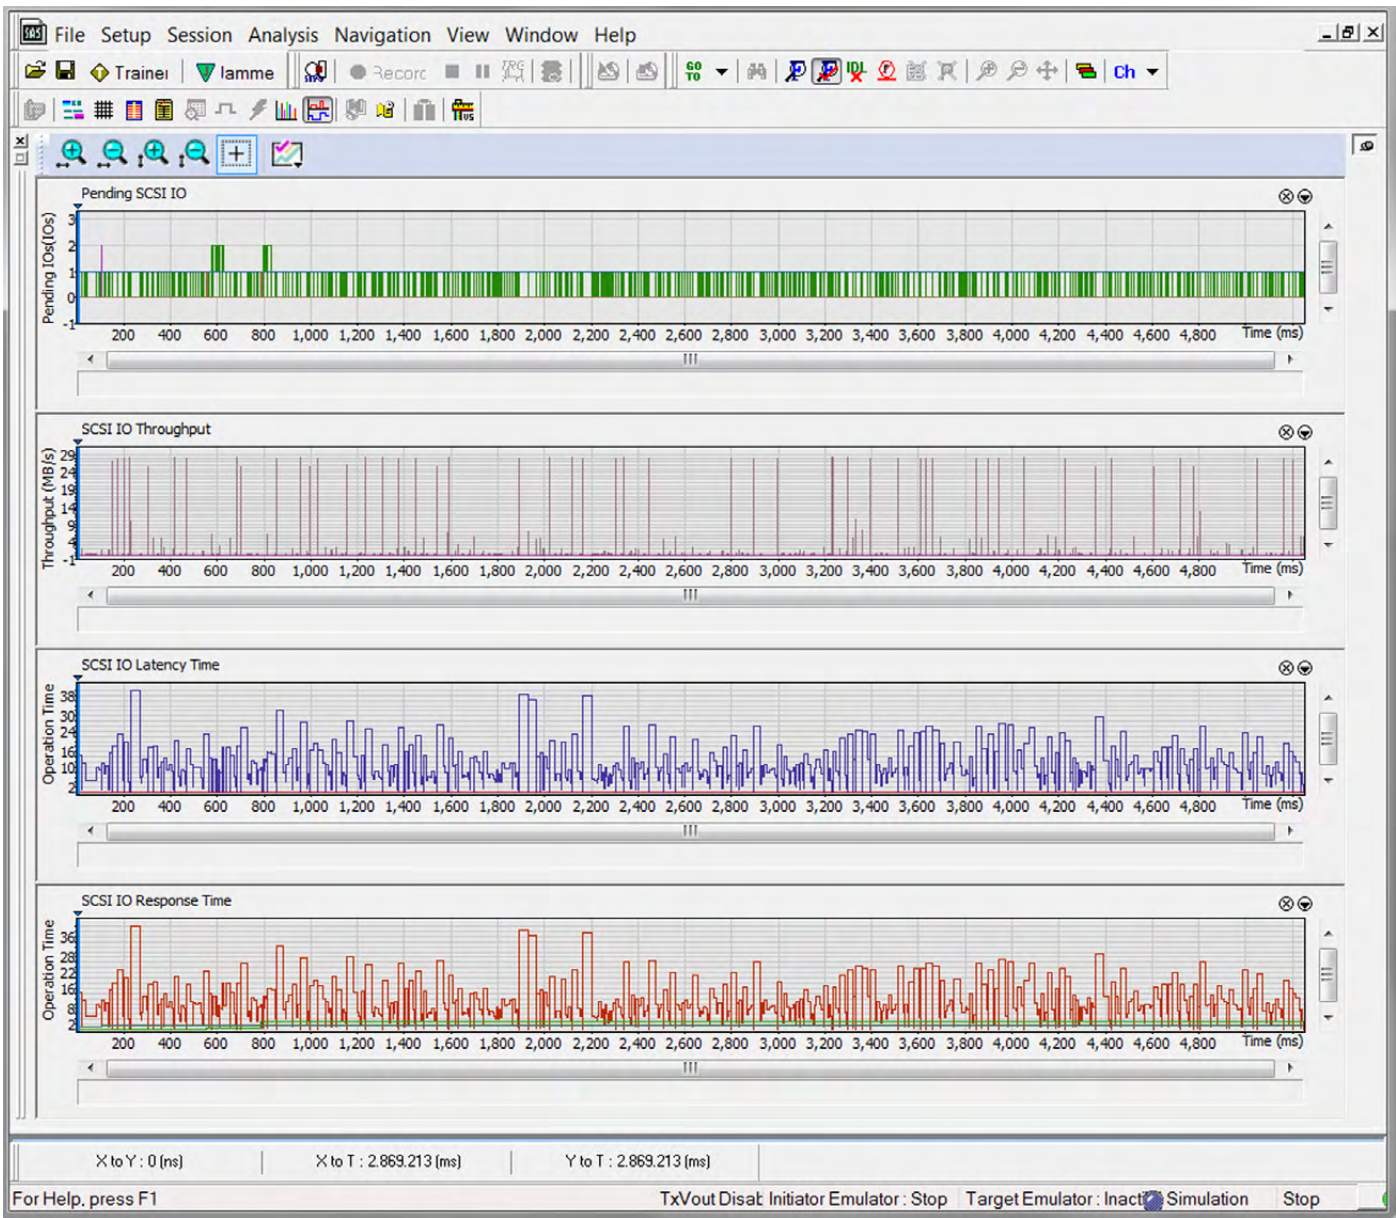 SAS File Setup Session Analysis Navigation View Window Help
Trainer Jamme Record GO TO IDL Ch
Pending SCSI IO
Pending IOs(IOs)
3
2
1
0
-1
200 400 600 800 1,000 1,200 1,400 1,600 1,800 2,000 2,200 2,400 2,600 2,800 3,000 3,200 3,400 3,600 3,800 4,000 4,200 4,400 4,600 4,800 Time (ms)
SCSI IO Throughput
Throughput (MB/s)
29
24
19
14
9
4
-1
200 400 600 800 1,000 1,200 1,400 1,600 1,800 2,000 2,200 2,400 2,600 2,800 3,000 3,200 3,400 3,600 3,800 4,000 4,200 4,400 4,600 4,800 Time (ms)
SCSI IO Latency Time
Operation Time
38
30
24
16
10
2
200 400 600 800 1,000 1,200 1,400 1,600 1,800 2,000 2,200 2,400 2,600 2,800 3,000 3,200 3,400 3,600 3,800 4,000 4,200 4,400 4,600 4,800 Time (ms)
SCSI IO Response Time
Operation Time
36
28
22
16
8
2
200 400 600 800 1,000 1,200 1,400 1,600 1,800 2,000 2,200 2,400 2,600 2,800 3,000 3,200 3,400 3,600 3,800 4,000 4,200 4,400 4,600 4,800 Time (ms)
X to Y : 0 (ns) X to T : 2.869.213 (ms) Y to T : 2.869.213 (ms)
For Help, press F1 TxVout Disat Initiator Emulator : Stop Target Emulator : Inacti Simulation Stop